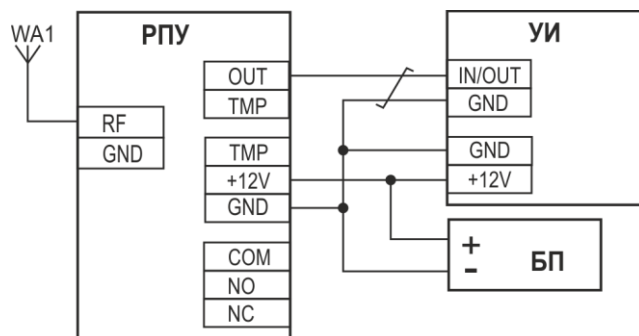 WA1
РПУ
RF
GND
OUT
TMP
TMP
+12V
GND
COM
NO
NC
УИ
IN/OUT
GND
GND
+12V
+
-
БП